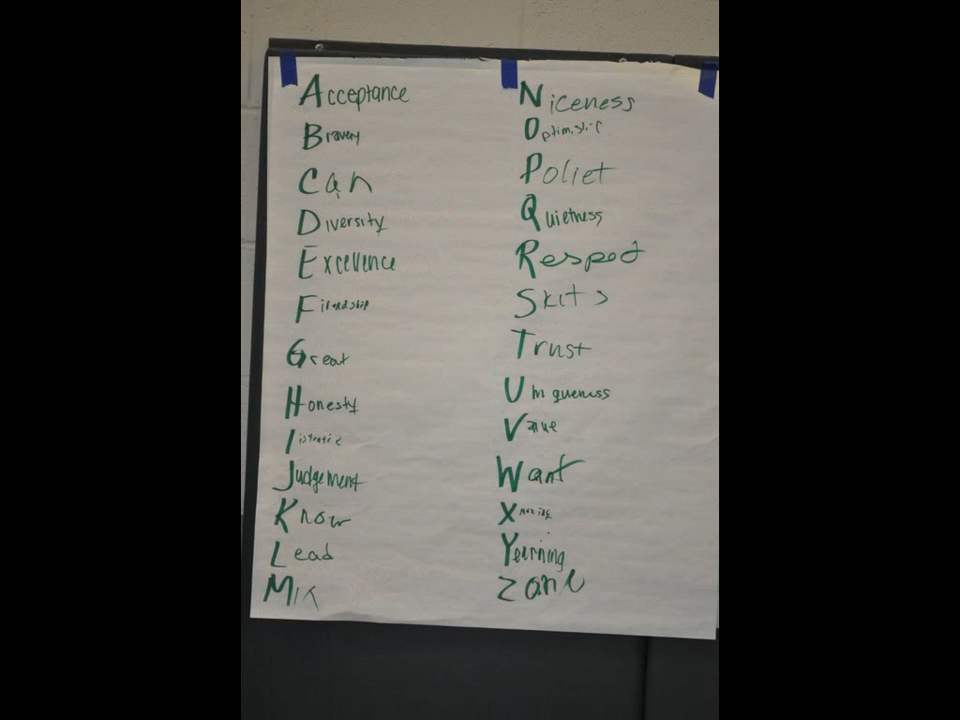 Acceptance
Bravery
Can
Diversity
Excellence
Great
Honesty
Judgement
Know
Lead
Mix
Niceness
Optimistic
Poliet
Quietness
Respect
Skits
Trust
Uniqueness
Value
Want
Yearning